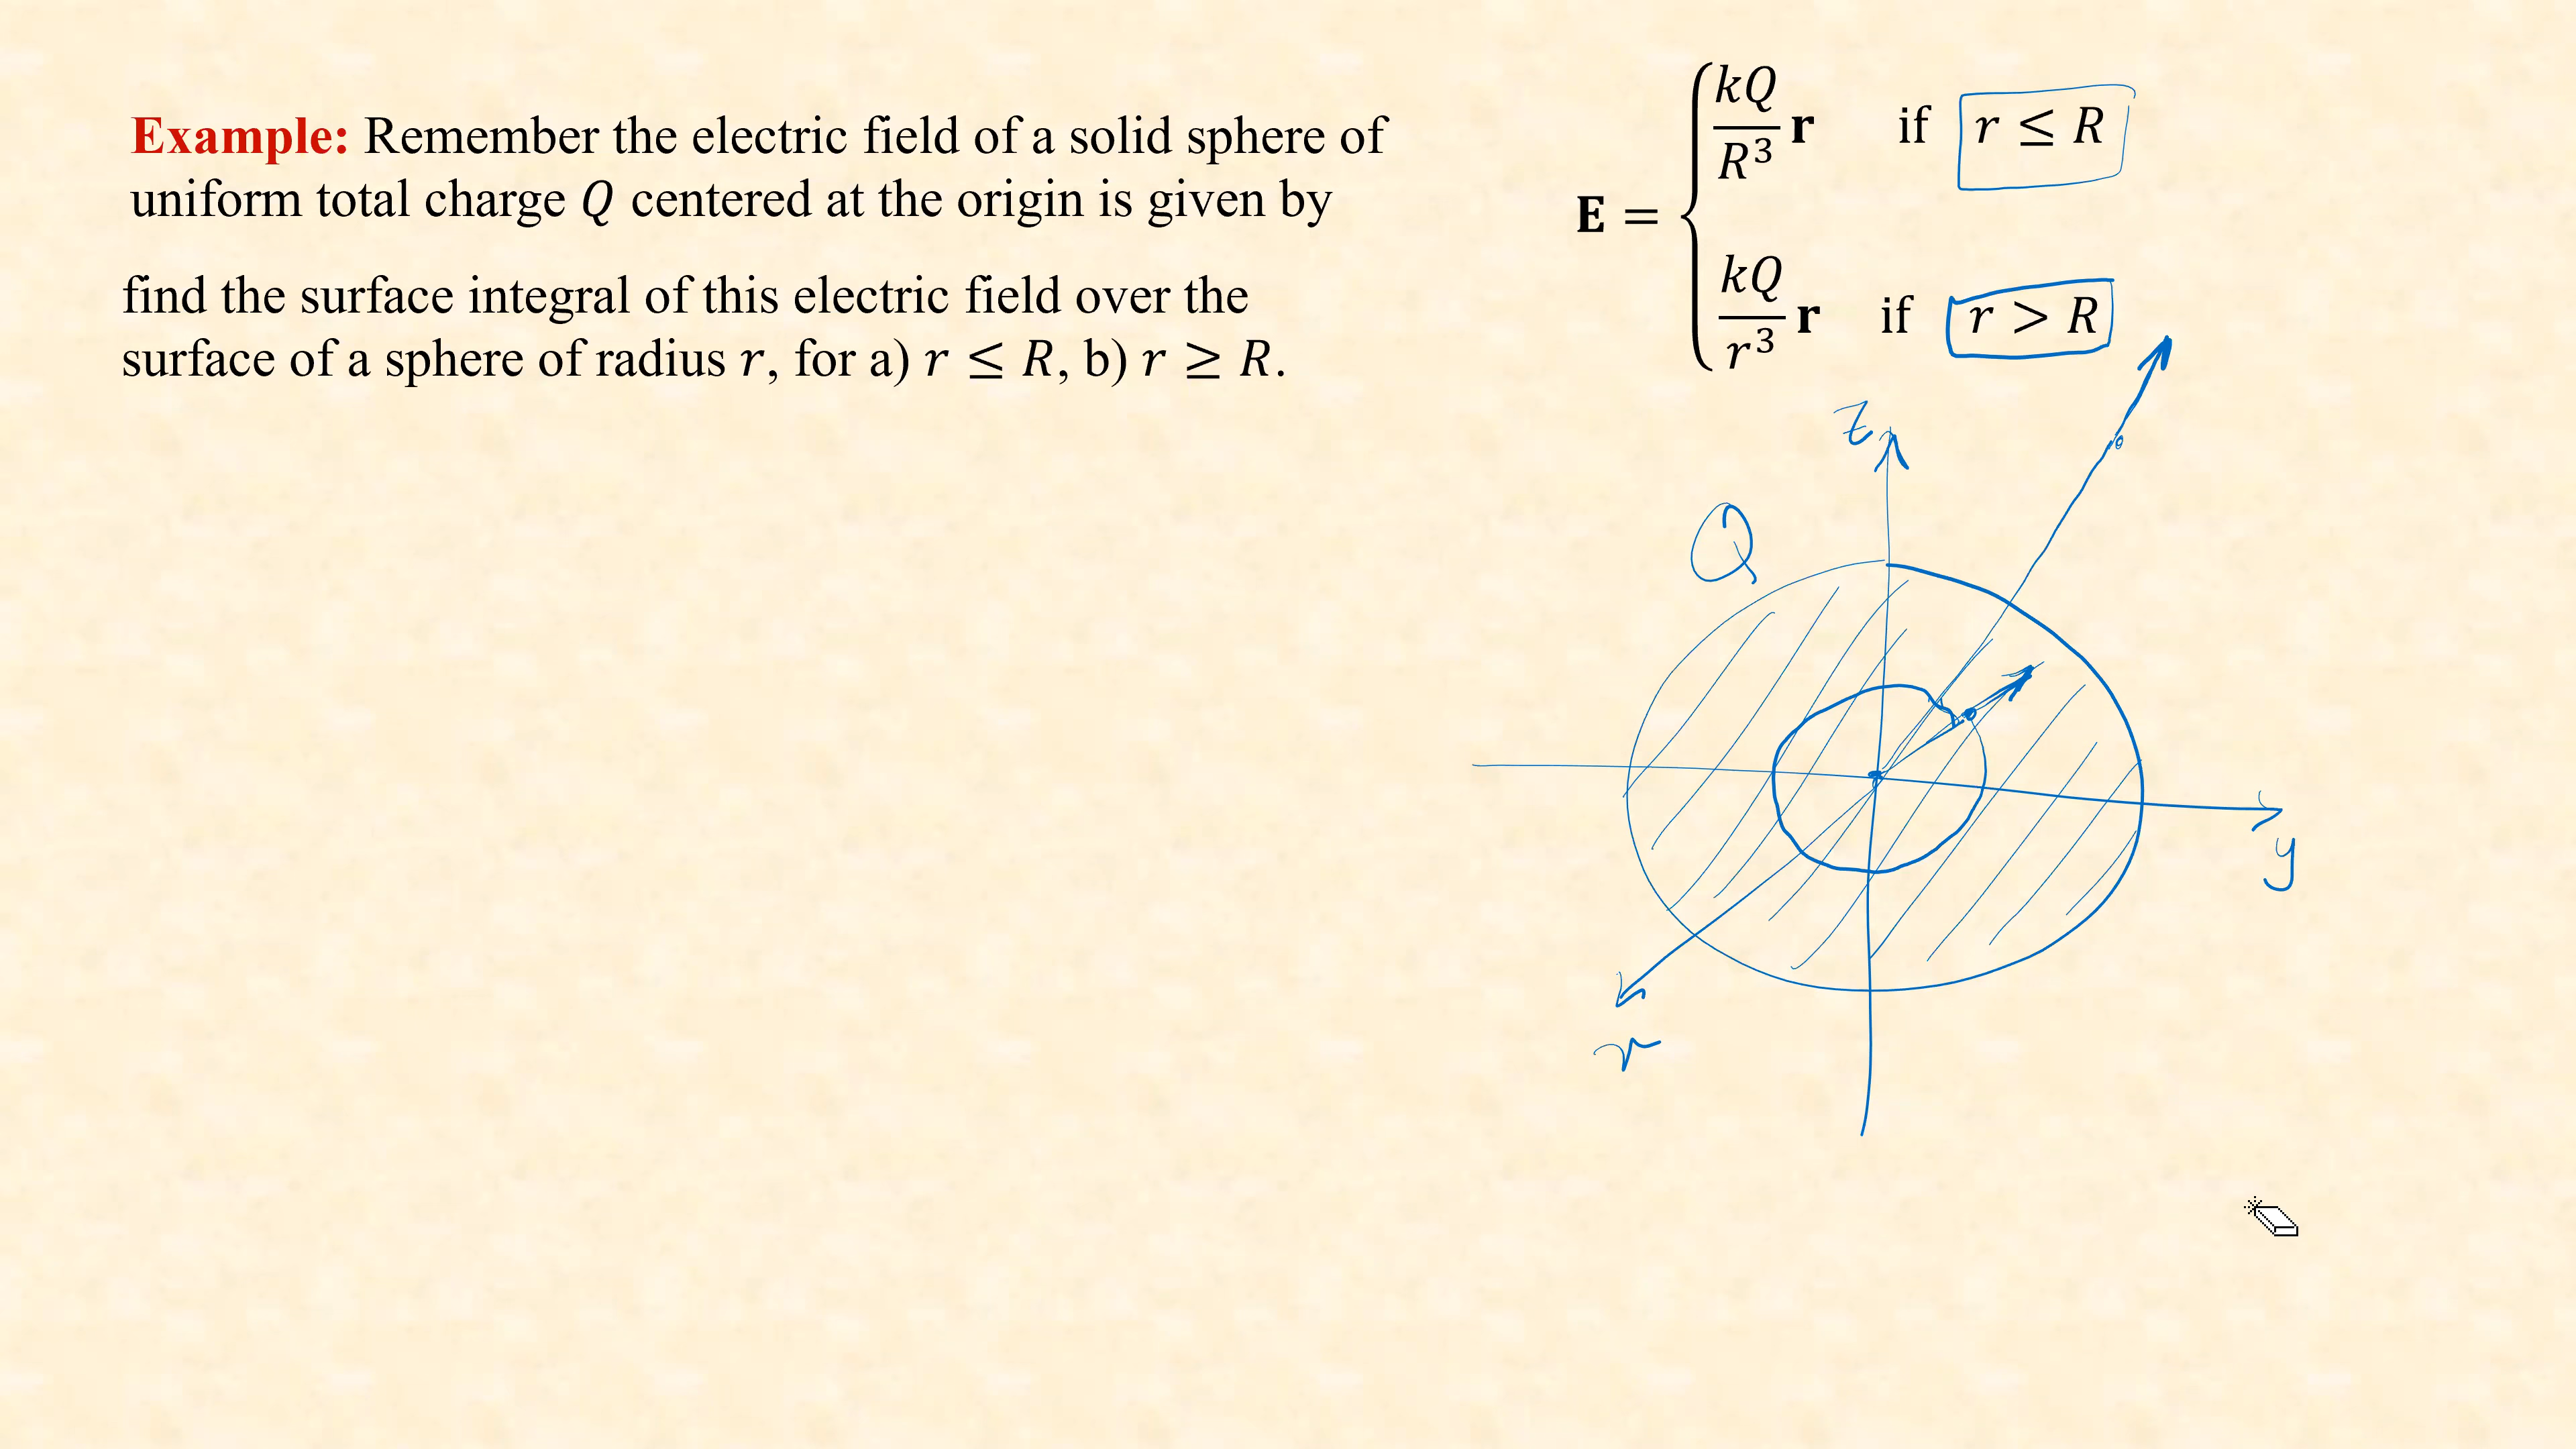 Example: Remember the electric field of a solid sphere of
uniform total charge Q centered at the origin is given by
find the surface integral of this electric field over the
surface of a sphere of radius r, for a) r ≤ R, b) r ≥ R.
E = { kQ/R³ r if r ≤ R
kQ/r³ r if r > R
z
Q
y